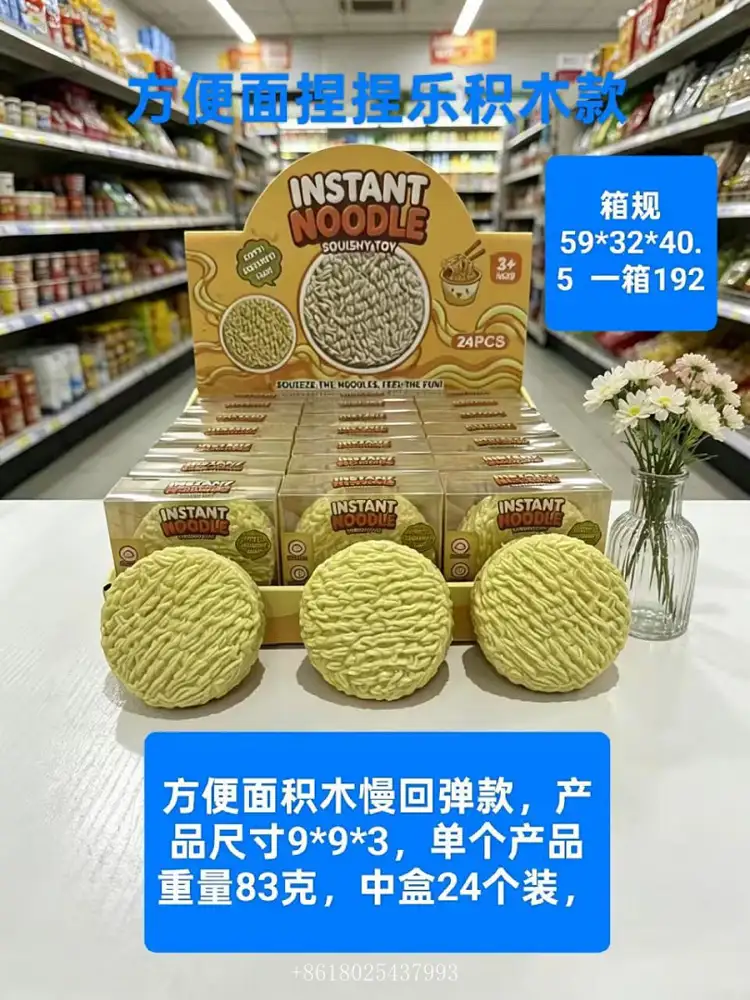 方便面捏捏乐积木款
箱规
59*32*40.
5 一箱192
INSTANT
NOODLE
SQUISHY TOY
3+
24PCS
SQUEEZE THE NOODLES, FEEL THE FUN!
INSTANT
NOODLE
INSTANT
NOODLE
INSTANT
NOODLE
方便面积木慢回弹款，产
品尺寸9*9*3，单个产品
重量83克，中盒24个装，
+8618025437993